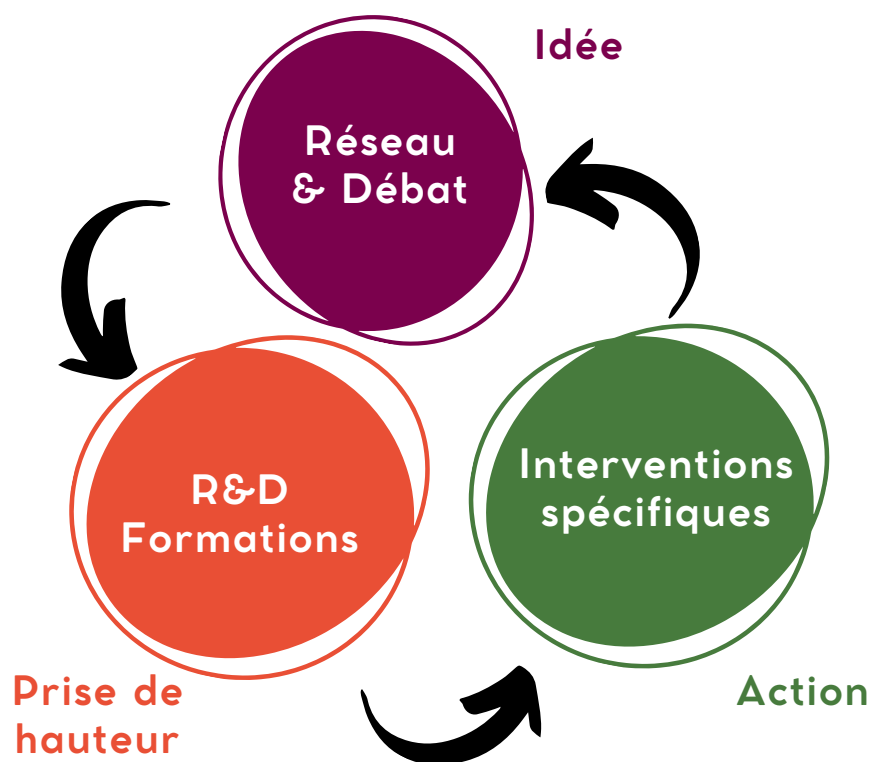 Idée
Réseau
& Débat
R&D
Formations
Interventions
spécifiques
Prise de
hauteur
Action